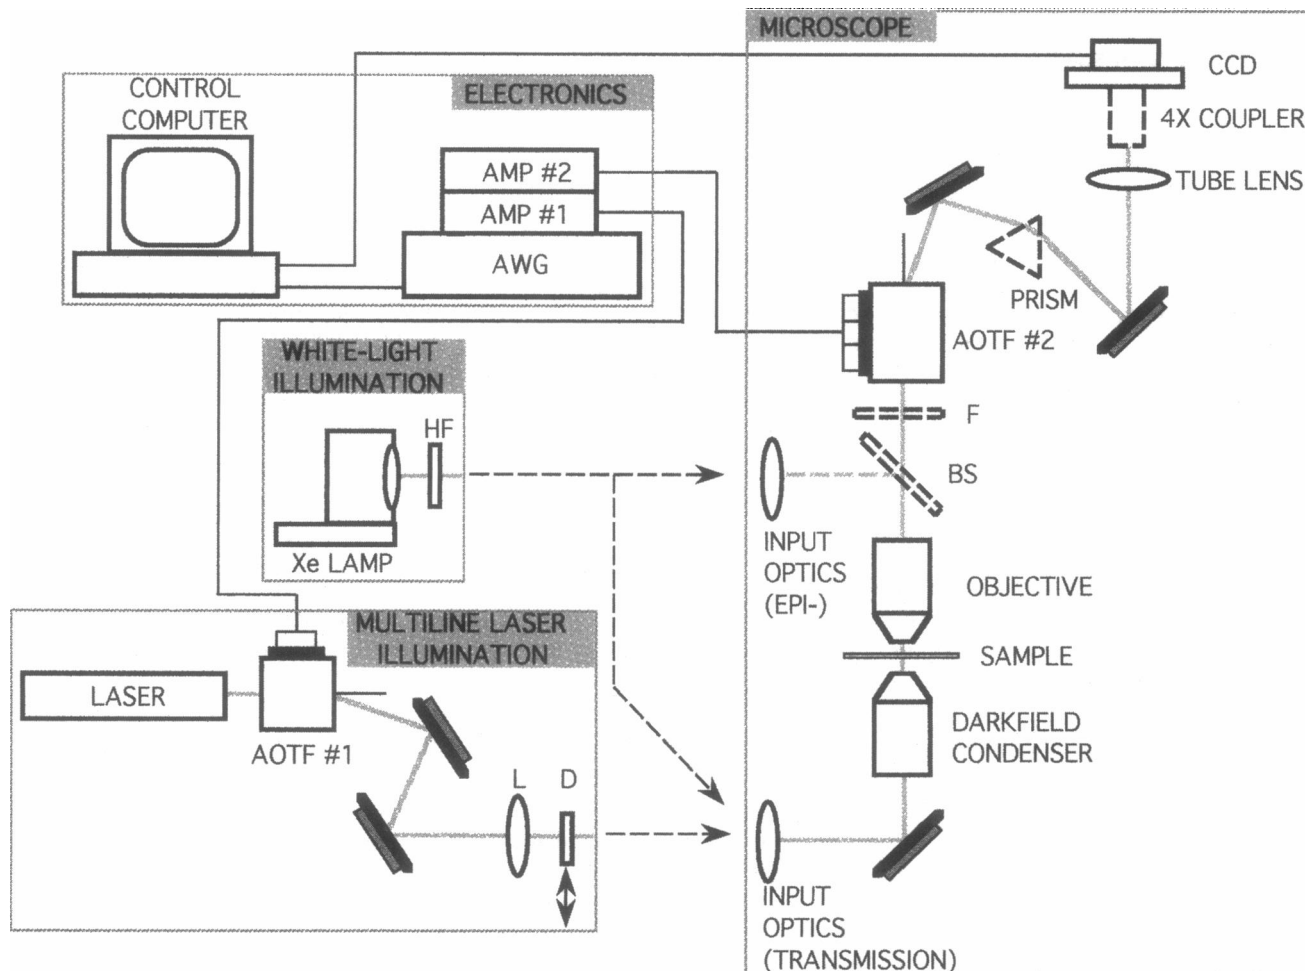 MICROSCOPE
CCD
4X COUPLER
TUBE LENS
PRISM
AOTF #2
F
BS
INPUT
OPTICS
(EPI-)
OBJECTIVE
SAMPLE
DARKFIELD
CONDENSER
INPUT
OPTICS
(TRANSMISSION)
ELECTRONICS
CONTROL
COMPUTER
AMP #2
AMP #1
AWG
WHITE-LIGHT
ILLUMINATION
HF
Xe LAMP
MULTILINE LASER
ILLUMINATION
LASER
AOTF #1
L
D